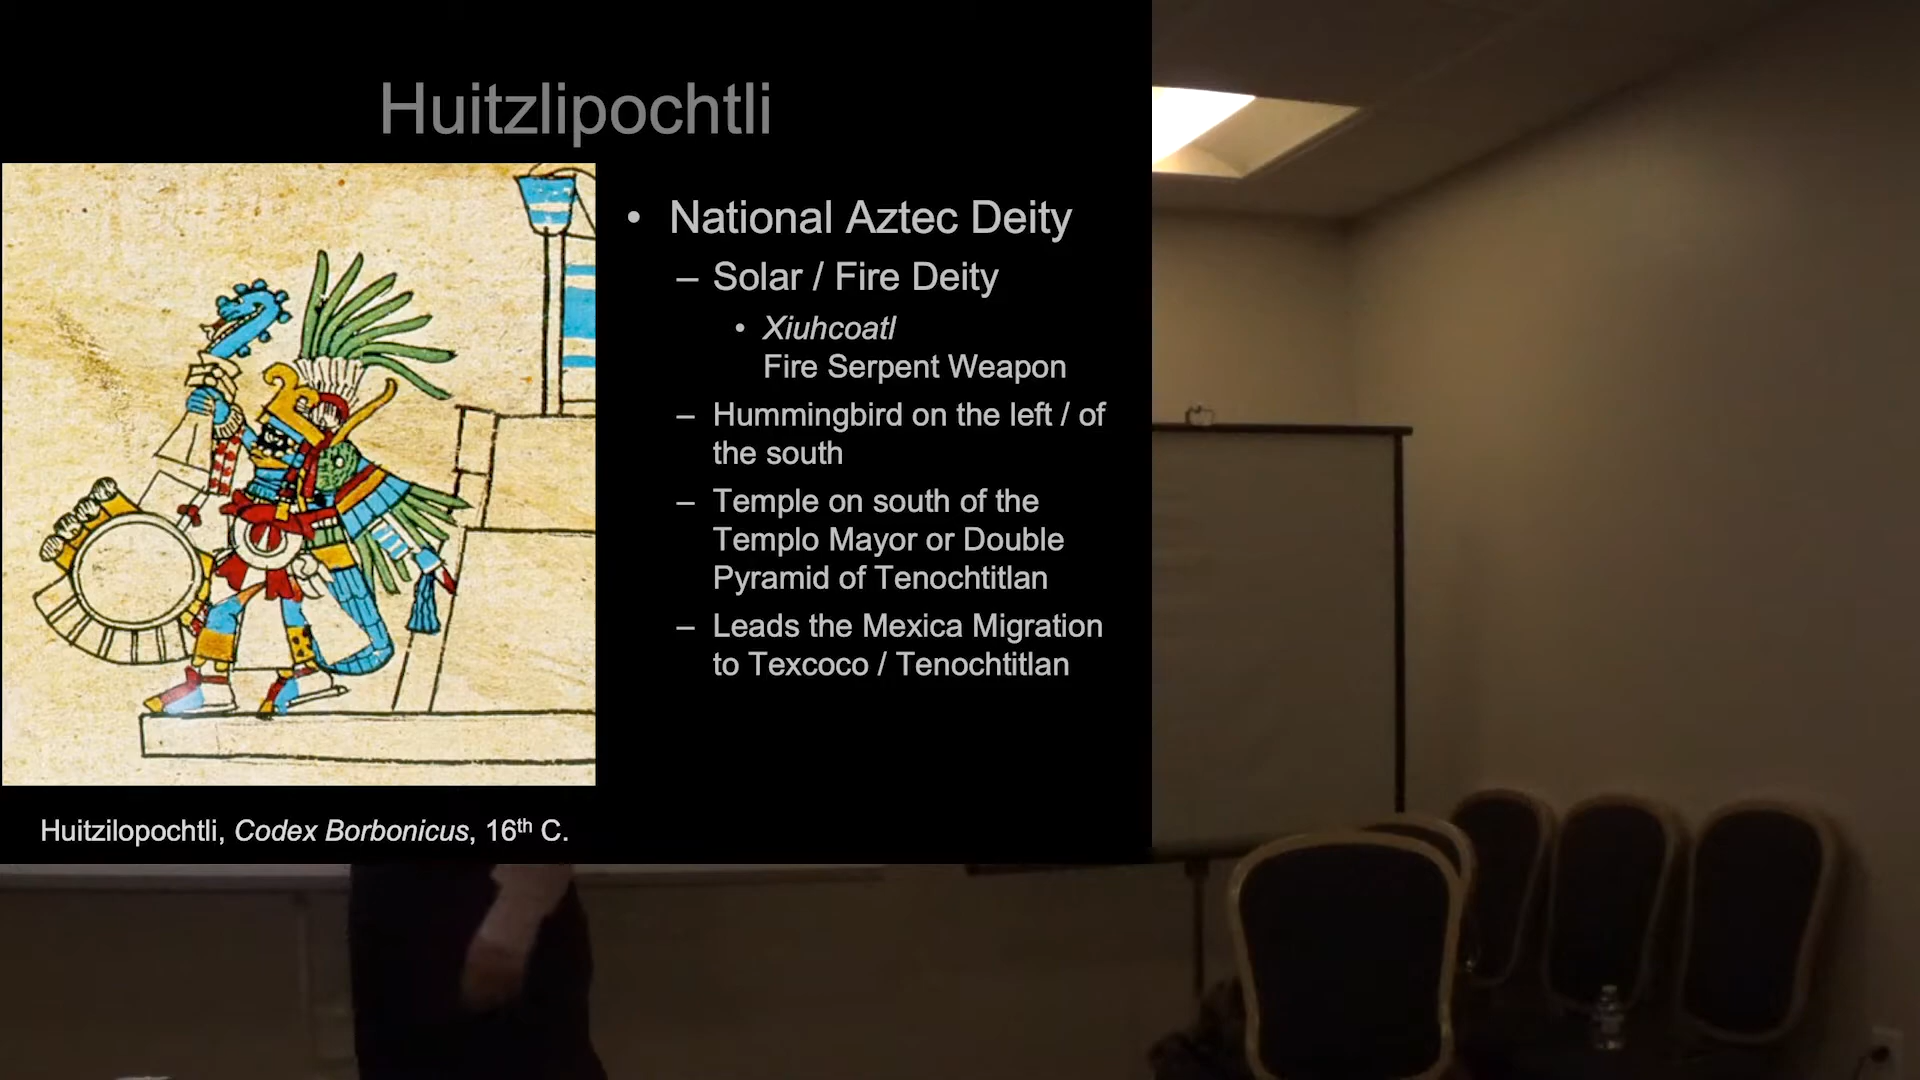 Huitzlipochtli
• National Aztec Deity
– Solar / Fire Deity
• Xiuhcoatl
Fire Serpent Weapon
– Hummingbird on the left / of
the south
– Temple on south of the
Templo Mayor or Double
Pyramid of Tenochtitlan
– Leads the Mexica Migration
to Texcoco / Tenochtitlan
Huitzilopochtli, Codex Borbonicus, 16th C.